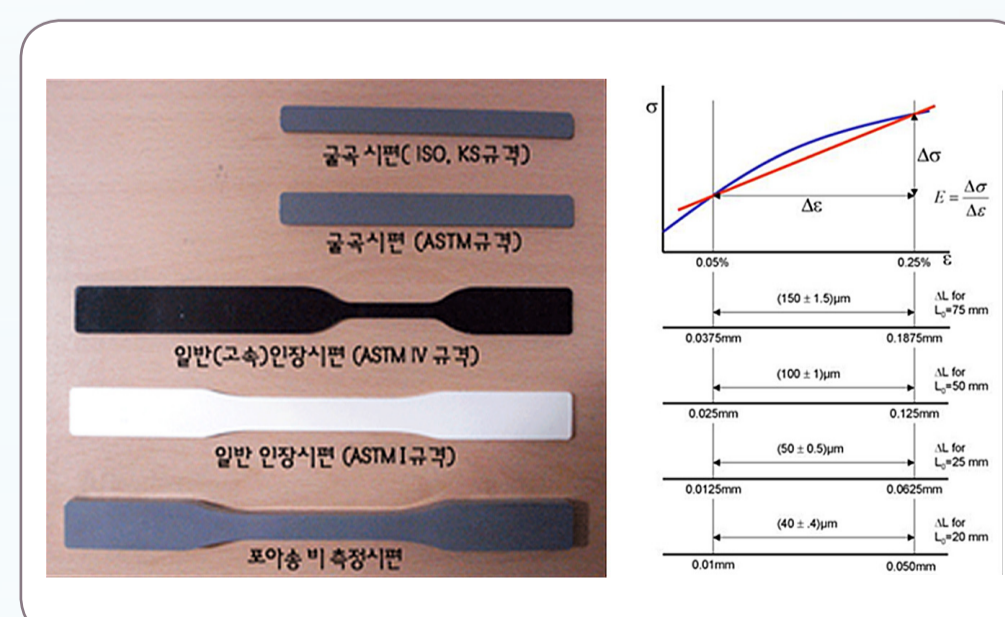 굴곡 시편( ISO, KS규격)
굴곡시편 (ASTM규격)
일반(고속)인장시편 (ASTM IV 규격)
일반 인장시편 (ASTM I 규격)
포아송 비 측정시편
σ
Δσ
Δε
E = Δσ/Δε
0.05%
0.25%
ε
(150 ± 1.5)μm
ΔL for
L₀=75 mm
0.0375mm
0.1875mm
(100 ± 1)μm
ΔL for
L₀=50 mm
0.025mm
0.125mm
(50 ± 0.5)μm
ΔL for
L₀=25 mm
0.0125mm
0.0625mm
(40 ± .4)μm
ΔL for
L₀=20 mm
0.01mm
0.050mm